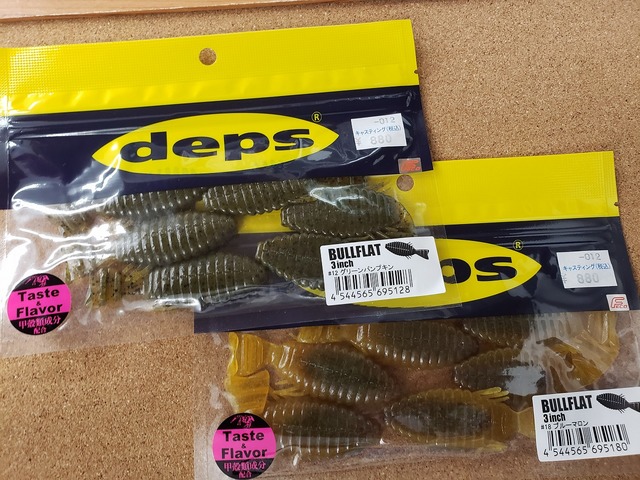 deps®
-012
キャスティング(税込)
¥ 880
BULLFLAT
3inch
#12 グリーンパンプキン
4 544565 695128
Taste
&
Flavor
甲殻類成分
配合
ps®
-012
キャスティング(税込)
¥ 880
BULLFLAT
3inch
#18 ブルーマロン
4 544565 695180
Taste
&
Flavor
甲殻類成分
配合